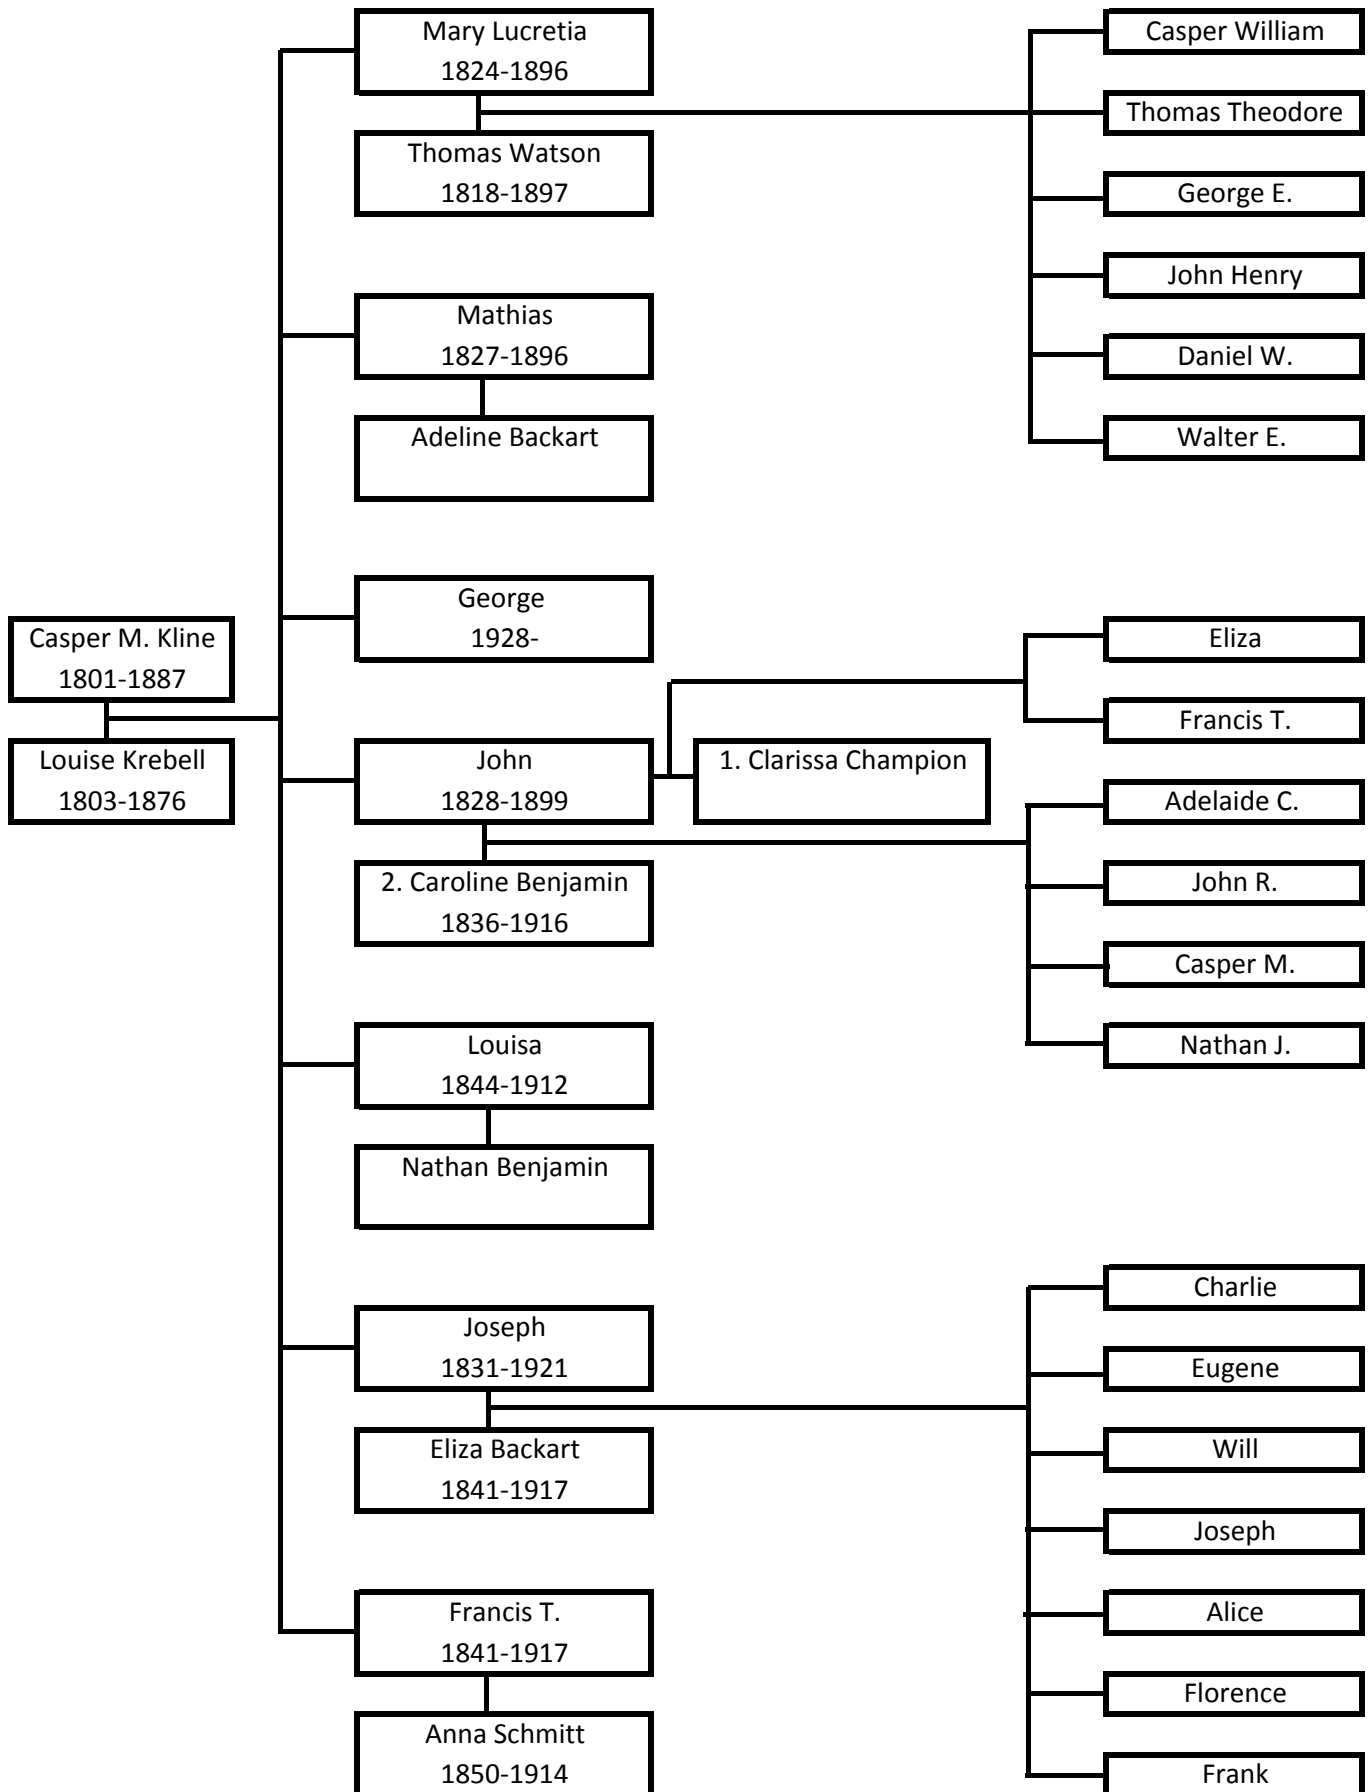 Casper M. Kline
1801-1887
Louise Krebell
1803-1876
Mary Lucretia
1824-1896
Thomas Watson
1818-1897
Mathias
1827-1896
Adeline Backart
George
1928-
John
1828-1899
1. Clarissa Champion
2. Caroline Benjamin
1836-1916
Louisa
1844-1912
Nathan Benjamin
Joseph
1831-1921
Eliza Backart
1841-1917
Francis T.
1841-1917
Anna Schmitt
1850-1914
Casper William
Thomas Theodore
George E.
John Henry
Daniel W.
Walter E.
Eliza
Francis T.
Adelaide C.
John R.
Casper M.
Nathan J.
Charlie
Eugene
Will
Joseph
Alice
Florence
Frank